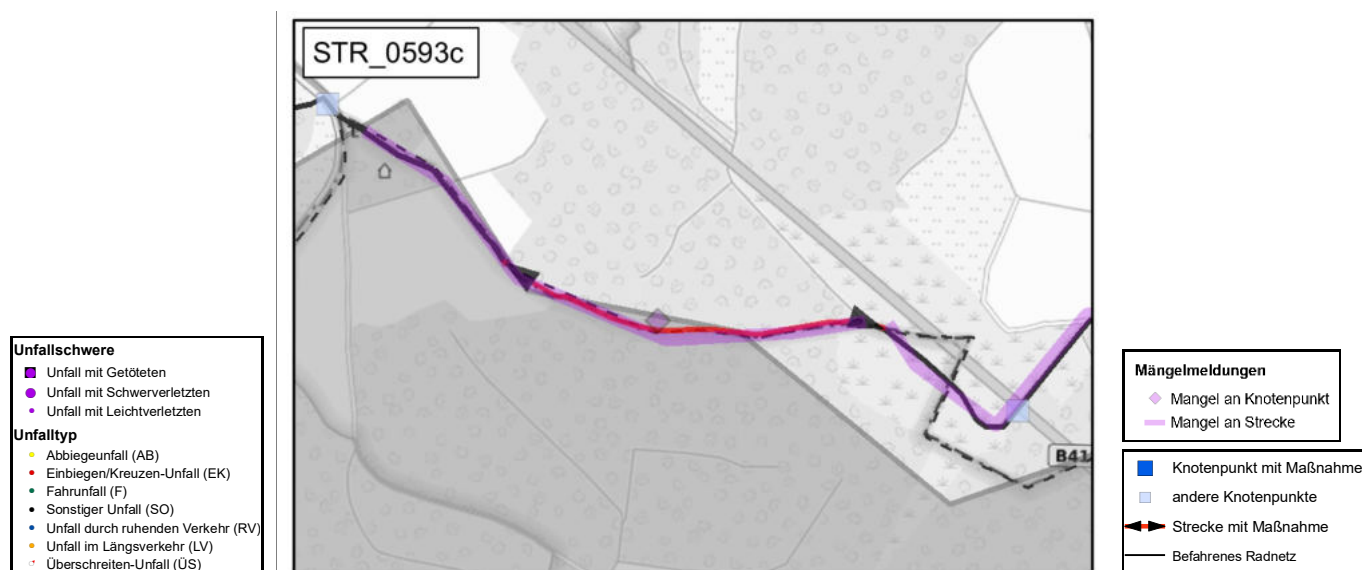 STR_0593c
B41
Unfallschwere
Unfall mit Getöteten
Unfall mit Schwerverletzten
Unfall mit Leichtverletzten
Unfalltyp
Abbiegeunfall (AB)
Einbiegen/Kreuzen-Unfall (EK)
Fahrunfall (F)
Sonstiger Unfall (SO)
Unfall durch ruhenden Verkehr (RV)
Unfall im Längsverkehr (LV)
Überschreiten-Unfall (ÜS)
Mängelmeldungen
Mangel an Knotenpunkt
Mangel an Strecke
Knotenpunkt mit Maßnahme
andere Knotenpunkte
Strecke mit Maßnahme
Befahrenes Radnetz